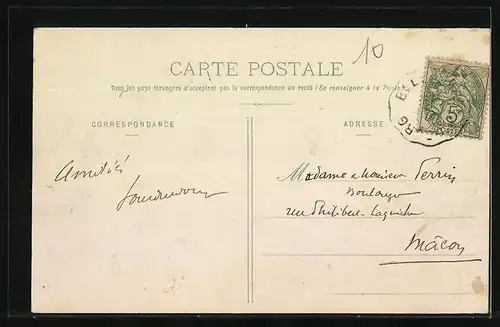 10
CARTE POSTALE
Tous les pays étrangers n'acceptent pas la correspondance au recto (Se renseigner à la Poste)
CORRESPONDANCE
ADRESSE
Amitiés
Madame & Monsieur Perrin
Boulanger
rue Philibert-Laguiche
Mâcon
5